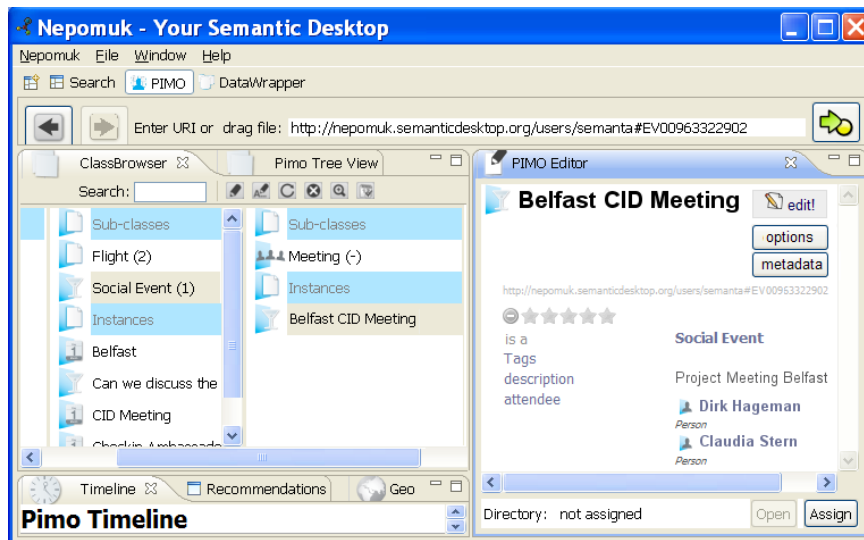 Nepomuk - Your Semantic Desktop
Nepomuk File Window Help
Search PIMO DataWrapper
Enter URI or drag file: http://nepomuk.semanticdesktop.org/users/semanta#EV00963322902
ClassBrowser Pimo Tree View
Search:
Sub-classes
Flight (2)
Social Event (1)
Instances
Belfast
Can we discuss the
CID Meeting
Checkin Ambassado
Sub-classes
Meeting (-)
Instances
Belfast CID Meeting
Timeline Recommendations Geo
Pimo Timeline
PIMO Editor
Belfast CID Meeting edit!
options
metadata
http://nepomuk.semanticdesktop.org/users/semanta#EV00963322902
is a Social Event
Tags
description Project Meeting Belfast
attendee Dirk Hageman
Person
Claudia Stern
Person
Directory: not assigned Open Assign